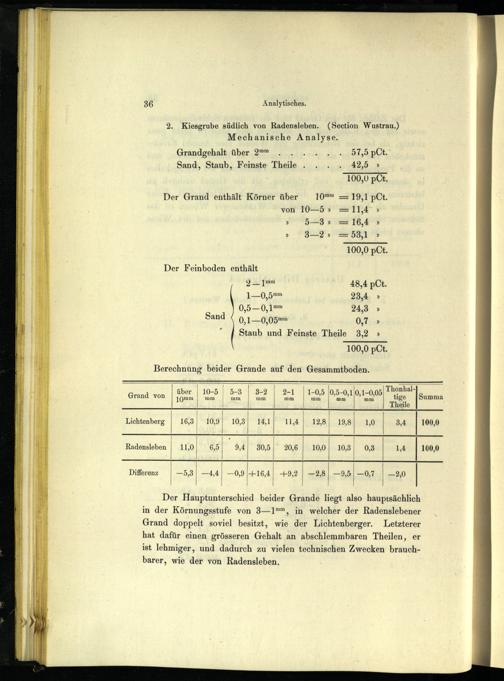 36
Analytisches.
2. Kiesgrube südlich von Radensleben. (Section Wustrau.)
Mechanische Analyse.
Grandgehalt über 2mm . . . . . . 57,5 pCt.
Sand, Staub, Feinste Theile . . . . 42,5 »
100,0 pCt.
Der Grand enthält Körner über 10mm = 19,1 pCt.
von 10—5 » = 11,4 »
» 5—3 » = 16,4 »
» 3—2 » = 53,1 »
100,0 pCt.
Der Feinboden enthält
2—1mm 48,4 pCt.
1—0,5mm 23,4 »
0,5—0,1mm 24,3 »
Sand
0,1—0,05mm 0,7 »
Staub und Feinste Theile 3,2 »
100,0 pCt.
Berechnung beider Grande auf den Gesammtboden.
Grand von über 10mm 10–5 mm 5–3 mm 3–2 mm 2–1 mm 1–0,5 mm 0,5–0,1 mm 0,1–0,05 mm Thonhal-tige Theile Summa
Lichtenberg 16,3 10,9 10,3 14,1 11,4 12,8 19,8 1,0 3,4 100,0
Radensleben 11,0 6,5 9,4 30,5 20,6 10,0 10,3 0,3 1,4 100,0
Differenz —5,3 —4,4 —0,9 +16,4 +9,2 —2,8 —9,5 —0,7 —2,0
Der Hauptunterschied beider Grande liegt also hauptsächlich
in der Körnungsstufe von 3—1mm, in welcher der Radenslebener
Grand doppelt soviel besitzt, wie der Lichtenberger. Letzterer
hat dafür einen grösseren Gehalt an abschlemmbaren Theilen, er
ist lehmiger, und dadurch zu vielen technischen Zwecken brauch-
barer, wie der von Radensleben.